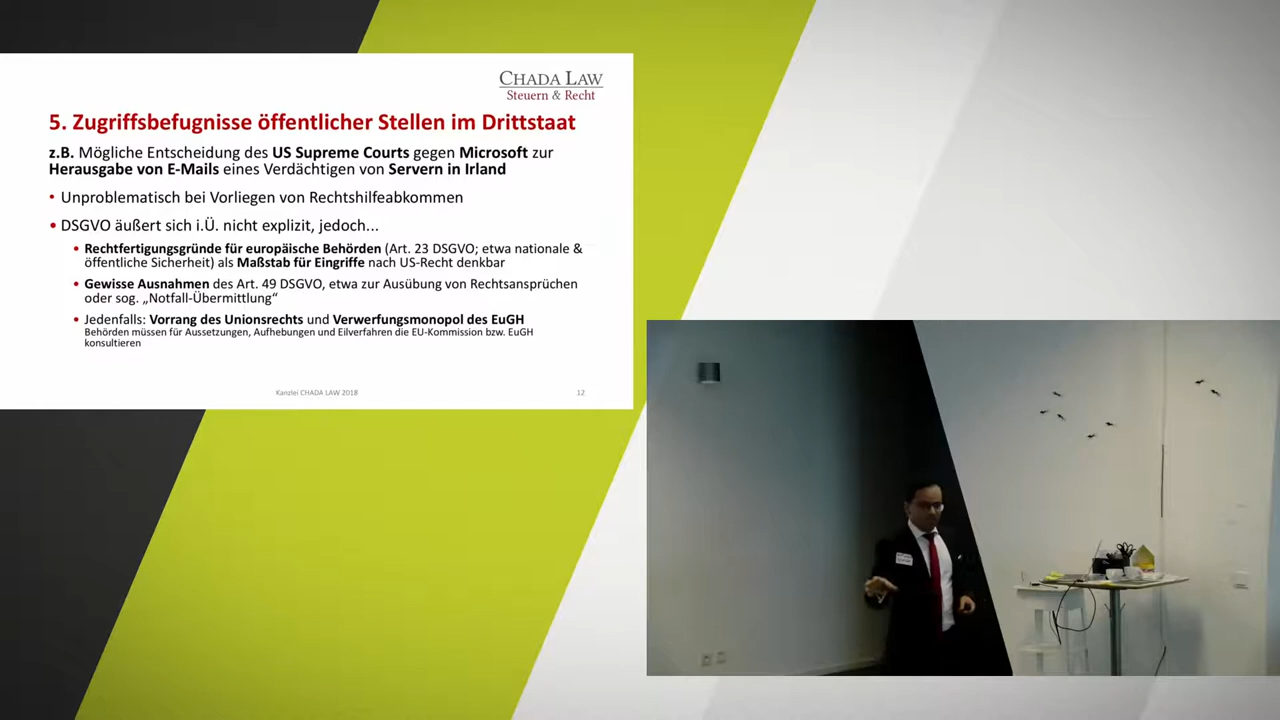 CHADA LAW
Steuern & Recht
5. Zugriffsbefugnisse öffentlicher Stellen im Drittstaat
z.B. Mögliche Entscheidung des US Supreme Courts gegen Microsoft zur
Herausgabe von E-Mails eines Verdächtigen von Servern in Irland
• Unproblematisch bei Vorliegen von Rechtshilfeabkommen
• DSGVO äußert sich i.Ü. nicht explizit, jedoch...
• Rechtfertigungsgründe für europäische Behörden (Art. 23 DSGVO; etwa nationale &
öffentliche Sicherheit) als Maßstab für Eingriffe nach US-Recht denkbar
• Gewisse Ausnahmen des Art. 49 DSGVO, etwa zur Ausübung von Rechtsansprüchen
oder sog. „Notfall-Übermittlung“
• Jedenfalls: Vorrang des Unionsrechts und Verwerfungsmonopol des EuGH
Behörden müssen für Aussetzungen, Aufhebungen und Eilverfahren die EU-Kommission bzw. EuGH
konsultieren
Kanzlei CHADA LAW 2018
12